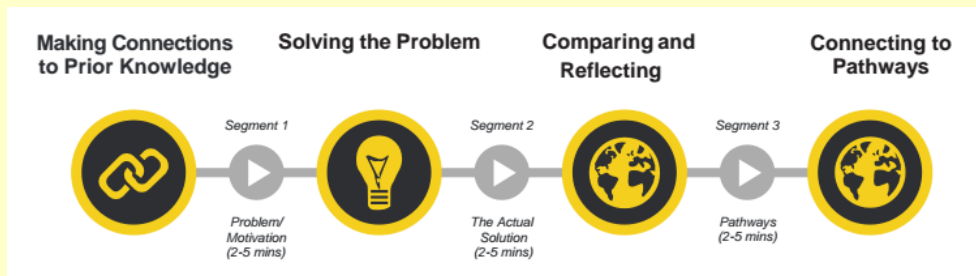 Making Connections
to Prior Knowledge
Solving the Problem
Comparing and
Reflecting
Connecting to
Pathways
Segment 1
Problem/
Motivation
(2-5 mins)
Segment 2
The Actual
Solution
(2-5 mins)
Segment 3
Pathways
(2-5 mins)